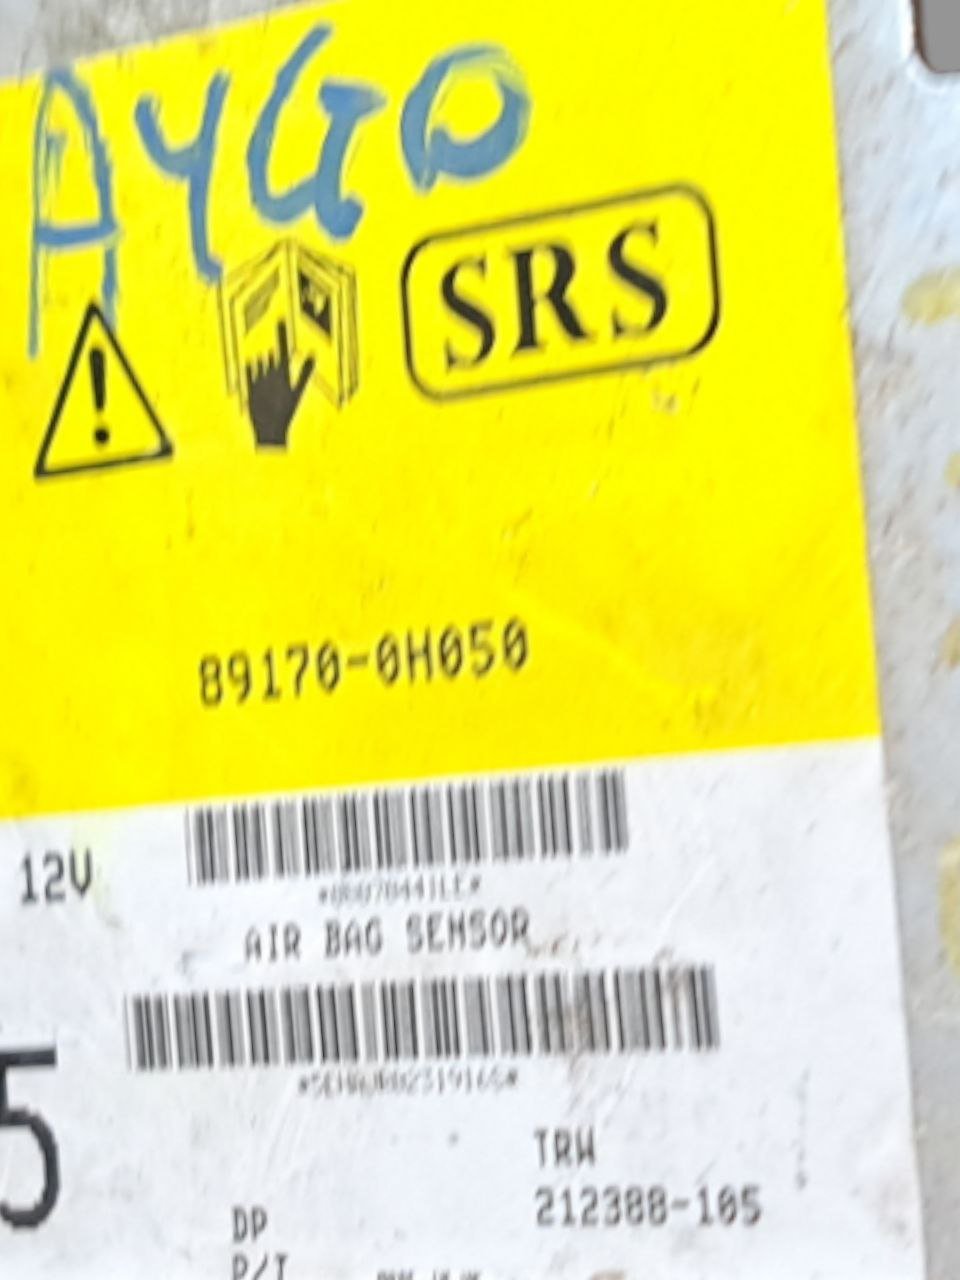 AYGO
SRS
89170-0H050
12V
AIR BAG SENSOR
5
TRW
212388-105
DP
P/I